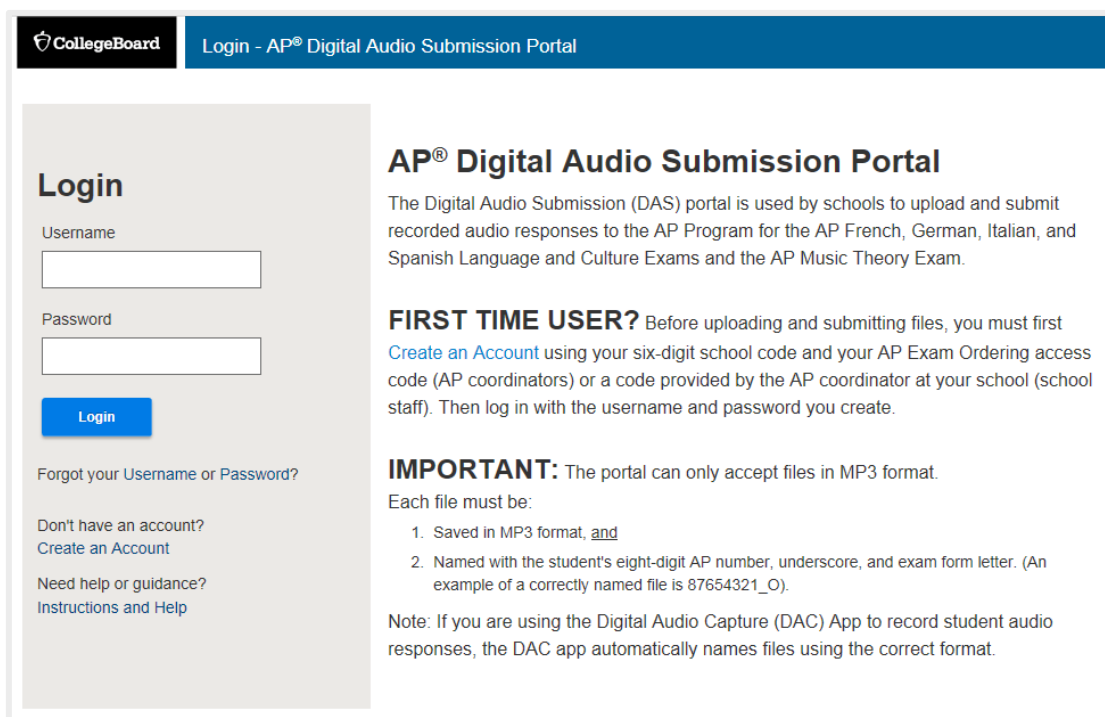 CollegeBoard
Login - AP® Digital Audio Submission Portal
Login
Username
Password
Login
Forgot your Username or Password?
Don't have an account?
Create an Account
Need help or guidance?
Instructions and Help
AP® Digital Audio Submission Portal
The Digital Audio Submission (DAS) portal is used by schools to upload and submit
recorded audio responses to the AP Program for the AP French, German, Italian, and
Spanish Language and Culture Exams and the AP Music Theory Exam.
FIRST TIME USER? Before uploading and submitting files, you must first
Create an Account using your six-digit school code and your AP Exam Ordering access
code (AP coordinators) or a code provided by the AP coordinator at your school (school
staff). Then log in with the username and password you create.
IMPORTANT: The portal can only accept files in MP3 format.
Each file must be:
1. Saved in MP3 format, and
2. Named with the student's eight-digit AP number, underscore, and exam form letter. (An
example of a correctly named file is 87654321_O).
Note: If you are using the Digital Audio Capture (DAC) App to record student audio
responses, the DAC app automatically names files using the correct format.